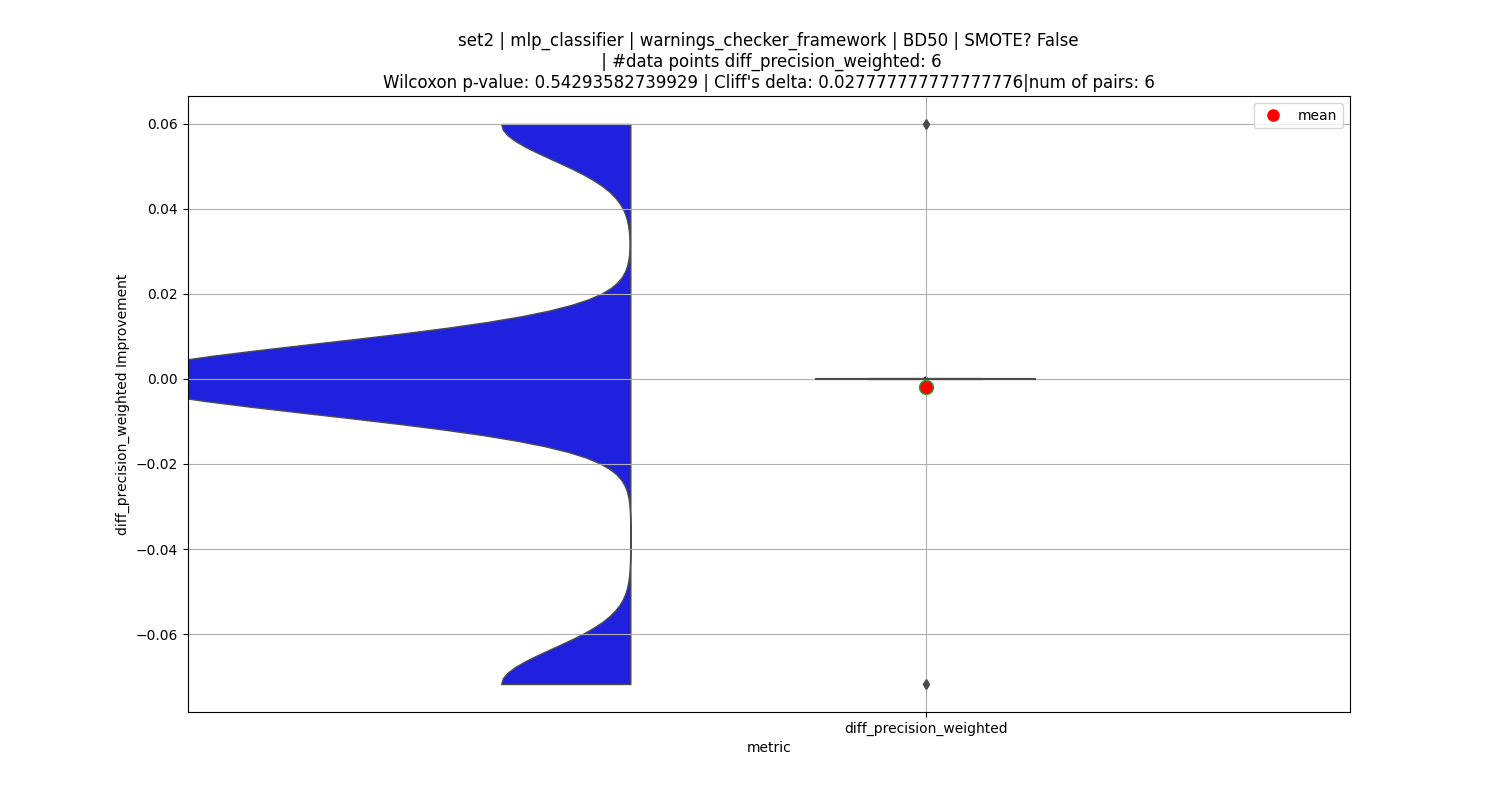 set2 | mlp_classifier | warnings_checker_framework | BD50 | SMOTE? False
| #data points diff_precision_weighted: 6
Wilcoxon p-value: 0.54293582739929 | Cliff's delta: 0.027777777777777776|num of pairs: 6
mean
0.06
0.04
0.02
0.00
−0.02
−0.04
−0.06
diff_precision_weighted Improvement
diff_precision_weighted
metric